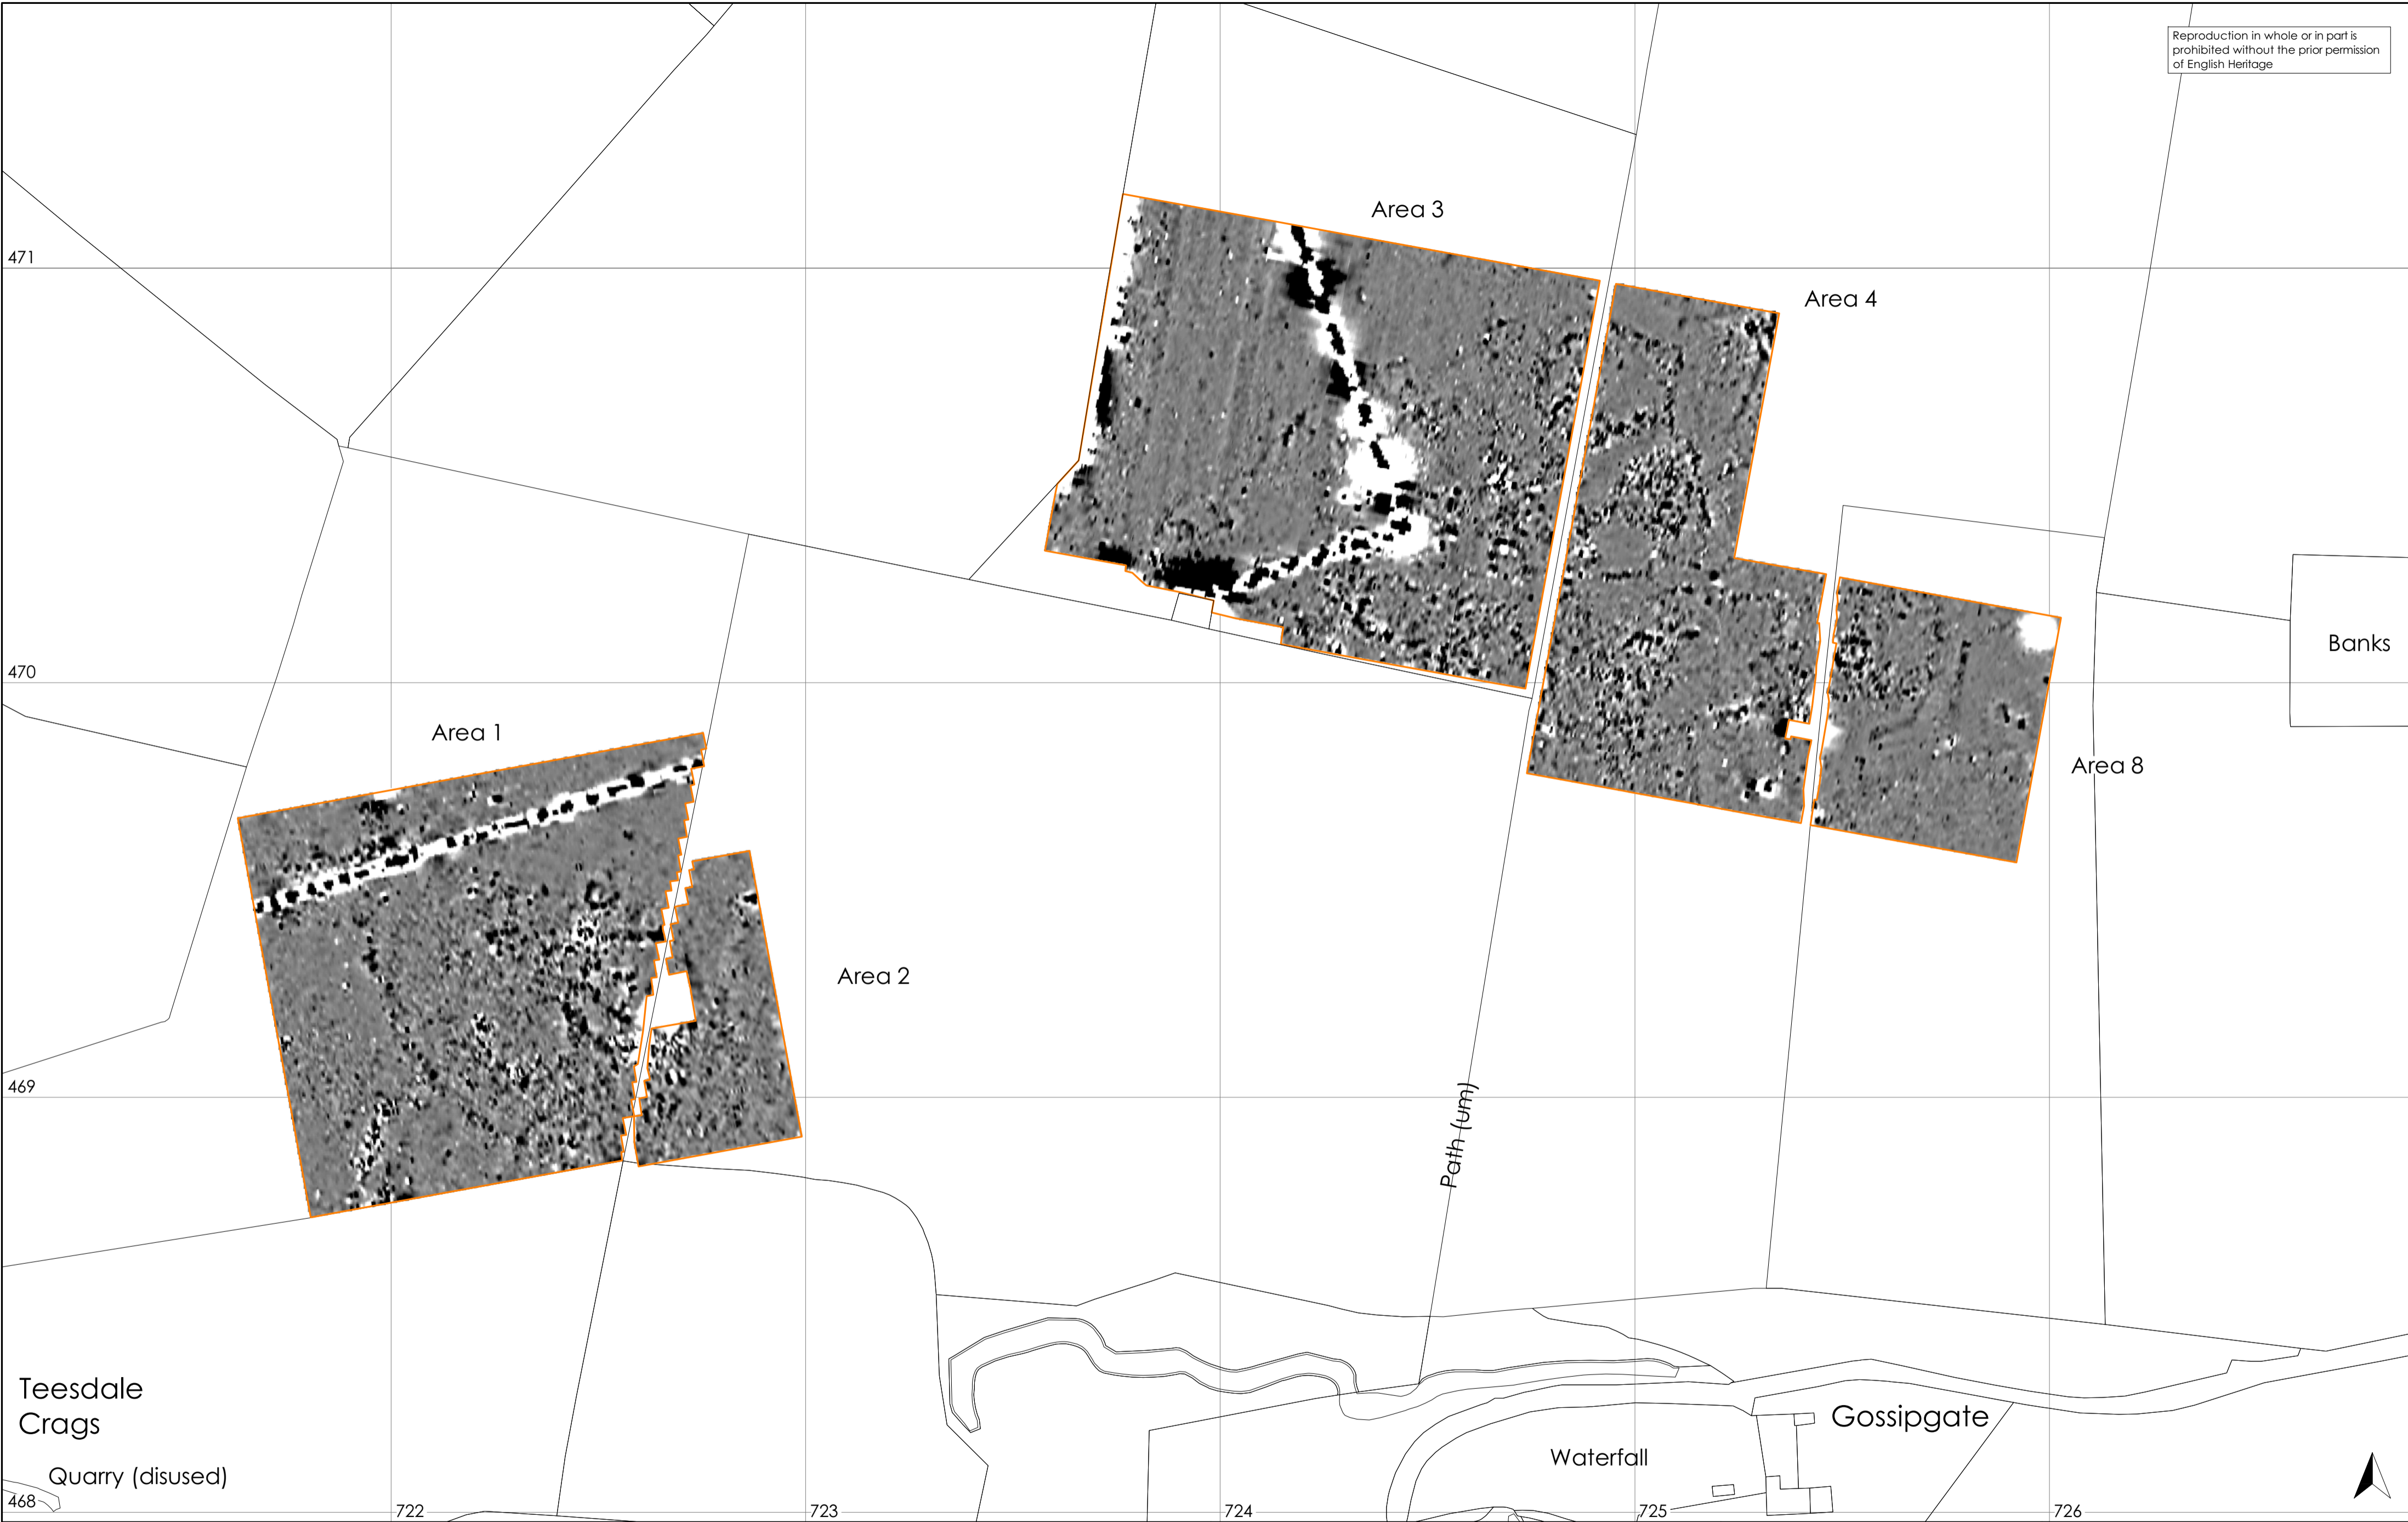 Reproduction in whole or in part is
prohibited without the prior permission
of English Heritage
Area 3
471
Area 4
Banks
470
Area 1
Area 8
Area 2
469
Path (um)
Teesdale
Crags
Gossipgate
Waterfall
Quarry (disused)
468
722
723
724
725
726